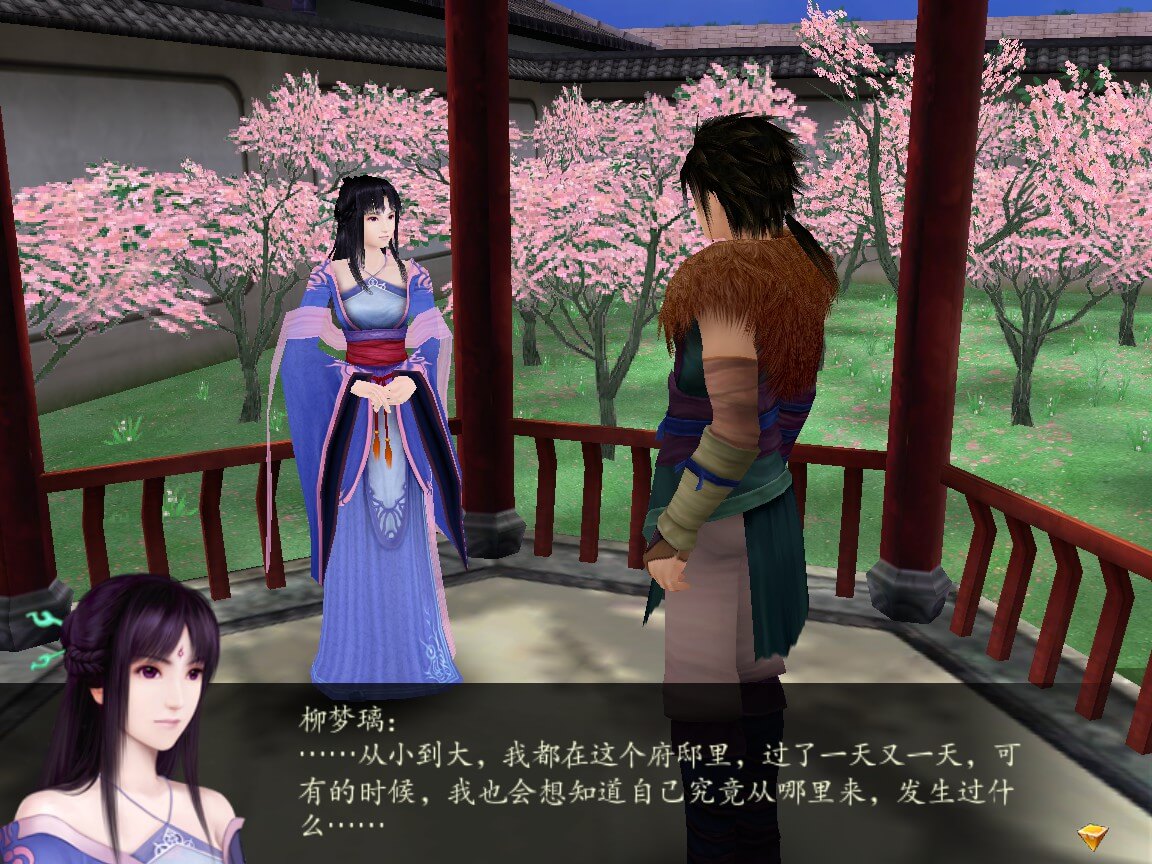 柳梦璃：
……从小到大，我都在这个府邸里，过了一天又一天，可
有的时候，我也会想知道自己究竟从哪里来，发生过什
么……